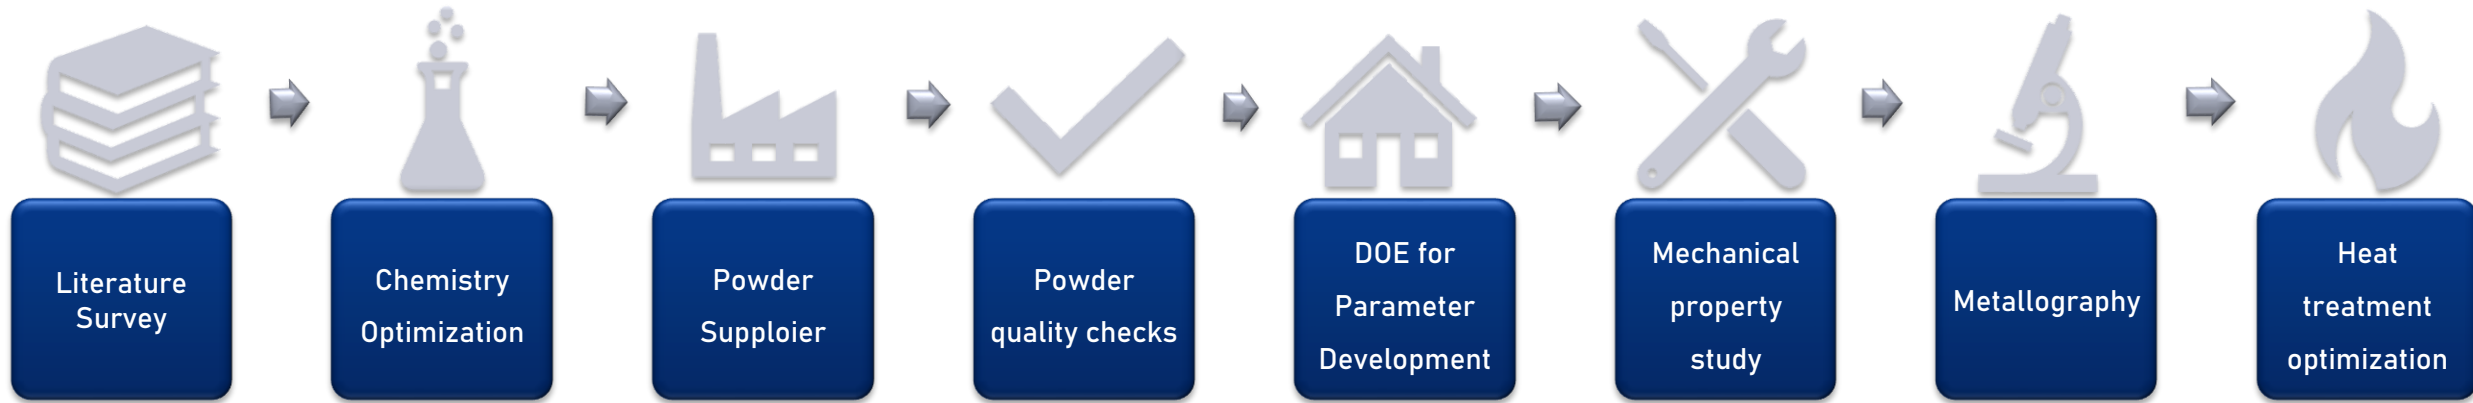 Literature
Survey
Chemistry
Optimization
Powder
Supploier
Powder
quality checks
DOE for
Parameter
Development
Mechanical
property
study
Metallography
Heat
treatment
optimization